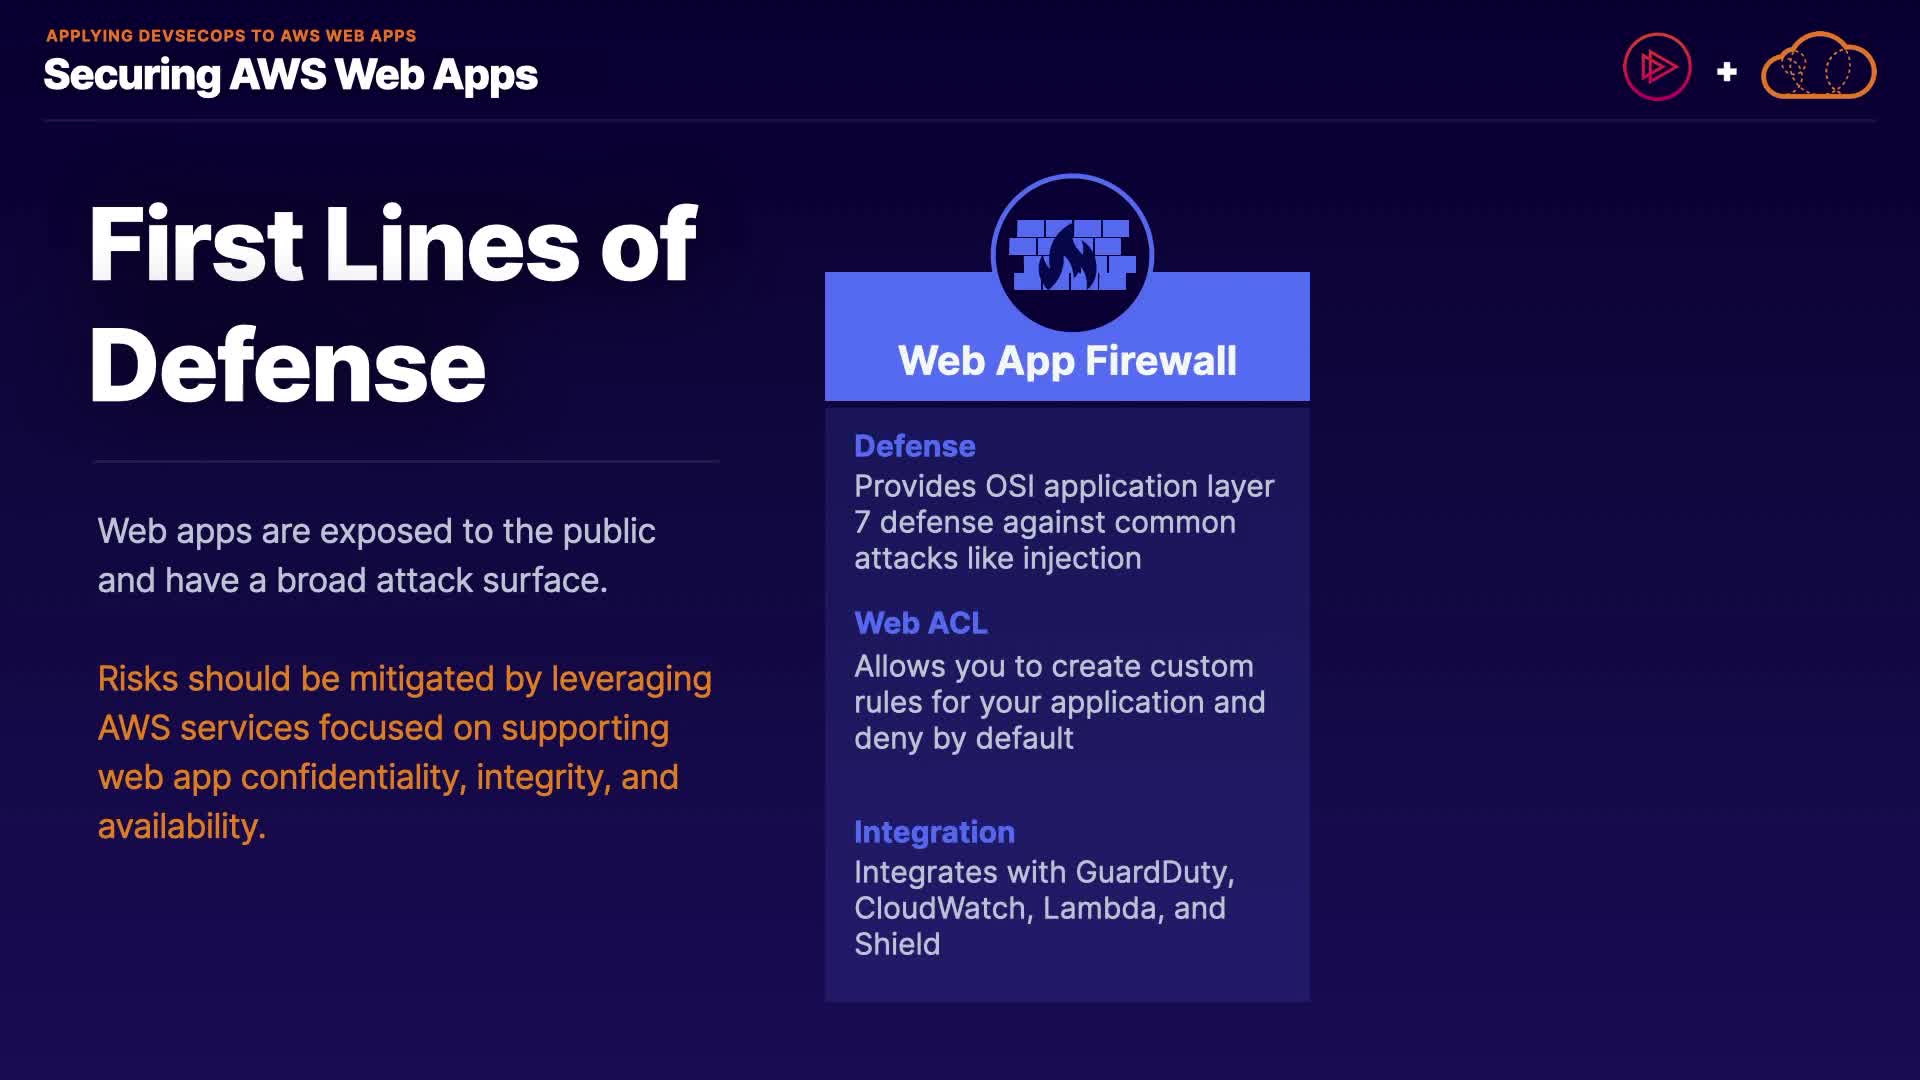 APPLYING DEVSECOPS TO AWS WEB APPS
Securing AWS Web Apps
First Lines of
Defense
Web apps are exposed to the public
and have a broad attack surface.
Risks should be mitigated by leveraging
AWS services focused on supporting
web app confidentiality, integrity, and
availability.
Web App Firewall
Defense
Provides OSI application layer
7 defense against common
attacks like injection
Web ACL
Allows you to create custom
rules for your application and
deny by default
Integration
Integrates with GuardDuty,
CloudWatch, Lambda, and
Shield